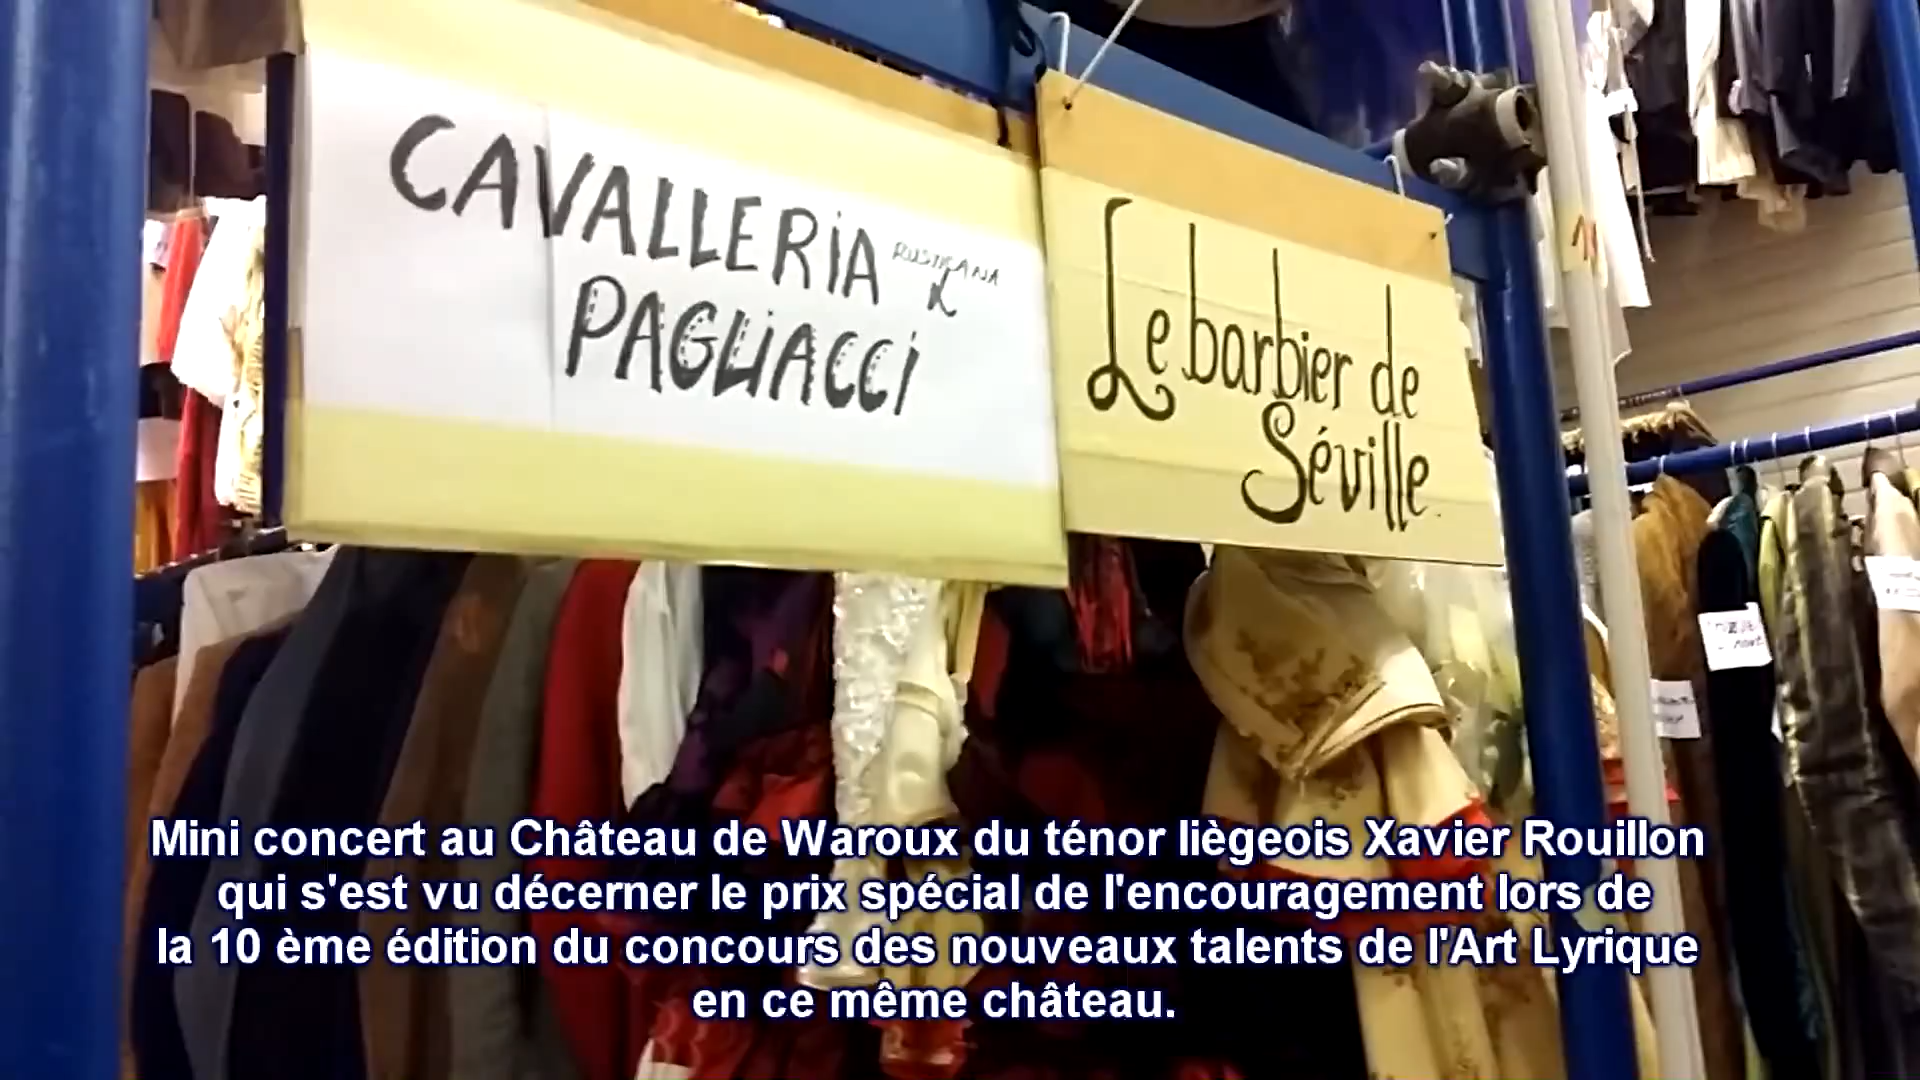 CAVALLERiA RUSTICANA
&
PAGLiACCi
Le barbier de
Séville.
Mini concert au Château de Waroux du ténor liègeois Xavier Rouillon
qui s'est vu décerner le prix spécial de l'encouragement lors de
la 10 ème édition du concours des nouveaux talents de l'Art Lyrique
en ce même château.